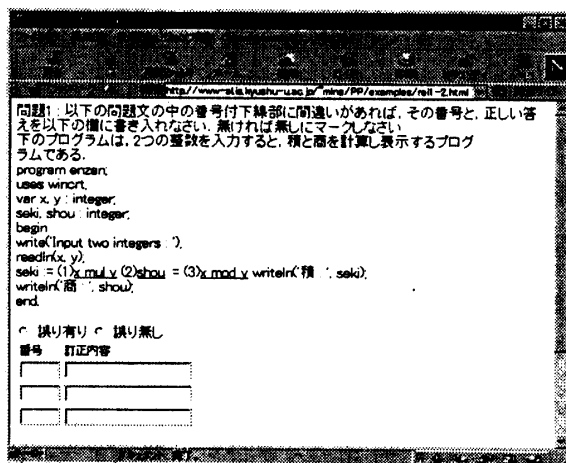 http://www-al.is.kyushu-u.ac.jp/~mine/PP/examples/rei1-2.html
問題1:以下の問題文の中の番号付下線部に間違いがあれば,その番号と,正しい答
えを以下の欄に書き入れなさい.無ければ無しにマークしなさい
下のプログラムは,2つの整数を入力すると,積と商を計算し表示するプログ
ラムである.
program enzan;
uses wincrt;
var x, y : integer;
seki, shou : integer;
begin
write('Input two integers : ');
readln(x, y);
seki := (1)x mul y (2)shou = (3)x mod y writeln('積 : ', seki);
writeln('商 : ', shou);
end.
誤り有り 誤り無し
番号 訂正内容